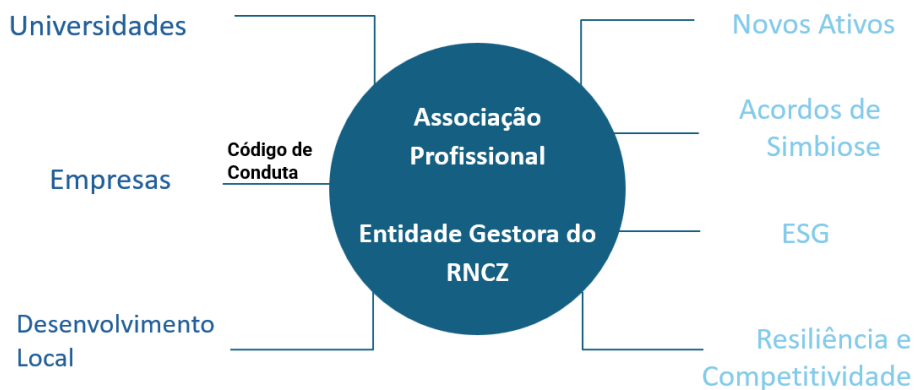 Universidades
Código de
Conduta
Empresas
Desenvolvimento
Local
Associação
Profissional
Entidade Gestora do
RNCZ
Novos Ativos
Acordos de
Simbiose
ESG
Resiliência e
Competitividade